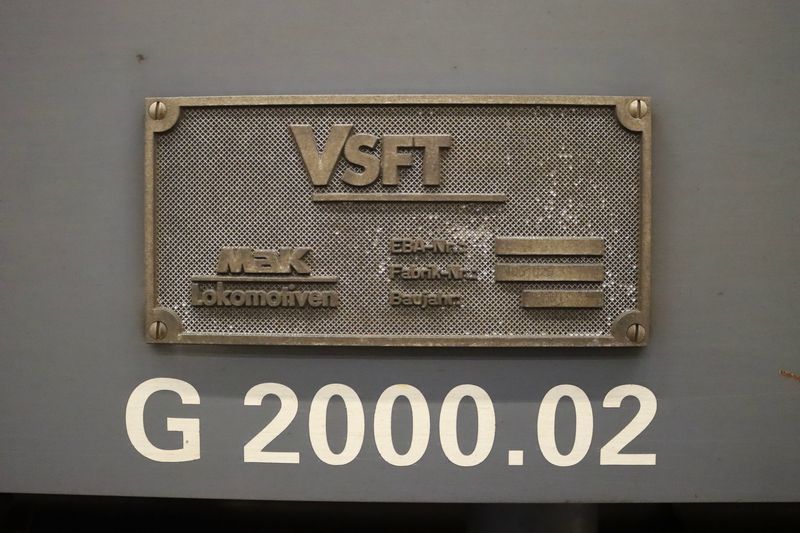 VSFT
MaK
Lokomotiven
EBA-Nr.:
Fabrik-Nr.:
Baujahr:
G 2000.02